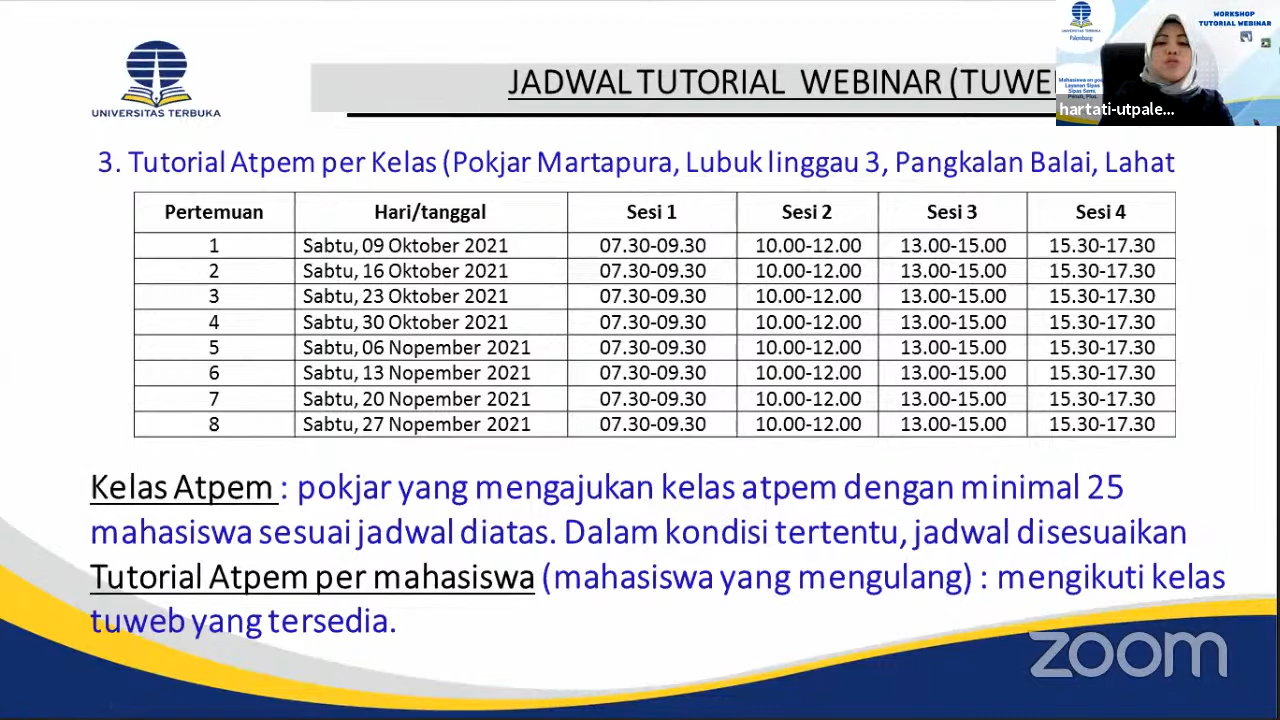 UNIVERSITAS TERBUKA
JADWAL TUTORIAL WEBINAR (TUWE
UNIVERSITAS TERBUKA
Palembang
WORKSHOP
TUTORIAL WEBINAR
Layanan Sipas
hartati-utpale...
3. Tutorial Atpem per Kelas (Pokjar Martapura, Lubuk linggau 3, Pangkalan Balai, Lahat
Pertemuan Hari/tanggal Sesi 1 Sesi 2 Sesi 3 Sesi 4
1 Sabtu, 09 Oktober 2021 07.30-09.30 10.00-12.00 13.00-15.00 15.30-17.30
2 Sabtu, 16 Oktober 2021 07.30-09.30 10.00-12.00 13.00-15.00 15.30-17.30
3 Sabtu, 23 Oktober 2021 07.30-09.30 10.00-12.00 13.00-15.00 15.30-17.30
4 Sabtu, 30 Oktober 2021 07.30-09.30 10.00-12.00 13.00-15.00 15.30-17.30
5 Sabtu, 06 Nopember 2021 07.30-09.30 10.00-12.00 13.00-15.00 15.30-17.30
6 Sabtu, 13 Nopember 2021 07.30-09.30 10.00-12.00 13.00-15.00 15.30-17.30
7 Sabtu, 20 Nopember 2021 07.30-09.30 10.00-12.00 13.00-15.00 15.30-17.30
8 Sabtu, 27 Nopember 2021 07.30-09.30 10.00-12.00 13.00-15.00 15.30-17.30
Kelas Atpem : pokjar yang mengajukan kelas atpem dengan minimal 25
mahasiswa sesuai jadwal diatas. Dalam kondisi tertentu, jadwal disesuaikan
Tutorial Atpem per mahasiswa (mahasiswa yang mengulang) : mengikuti kelas
tuweb yang tersedia.
zoom